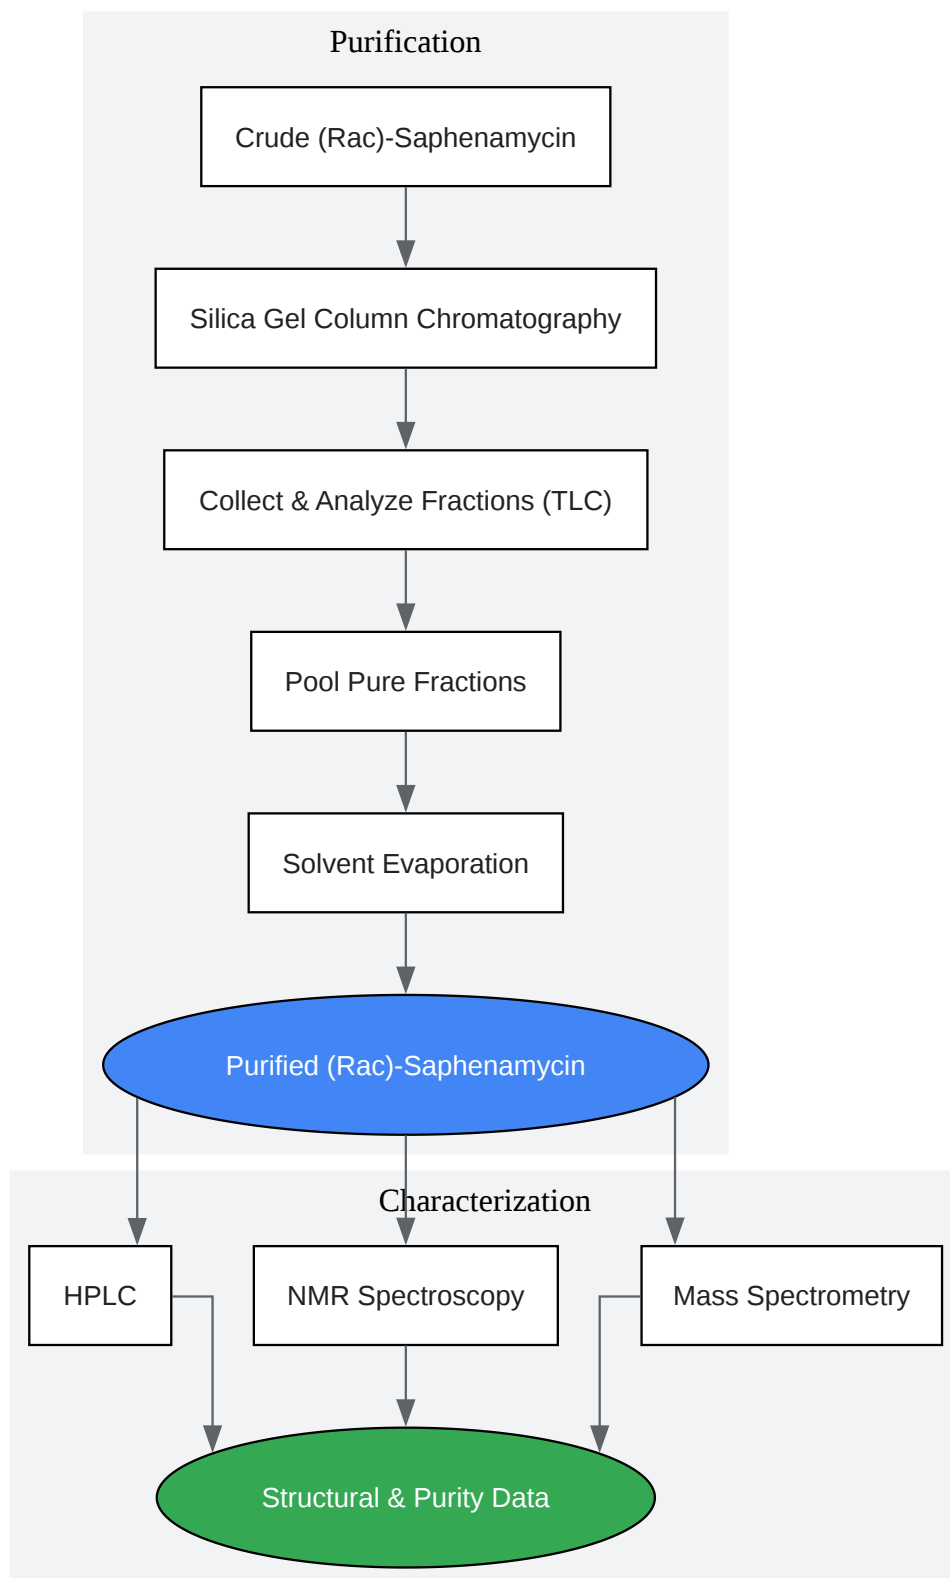 Purification
Crude (Rac)-Saphenamycin
Silica Gel Column Chromatography
Collect & Analyze Fractions (TLC)
Pool Pure Fractions
Solvent Evaporation
Purified (Rac)-Saphenamycin
Characterization
HPLC
NMR Spectroscopy
Mass Spectrometry
Structural & Purity Data